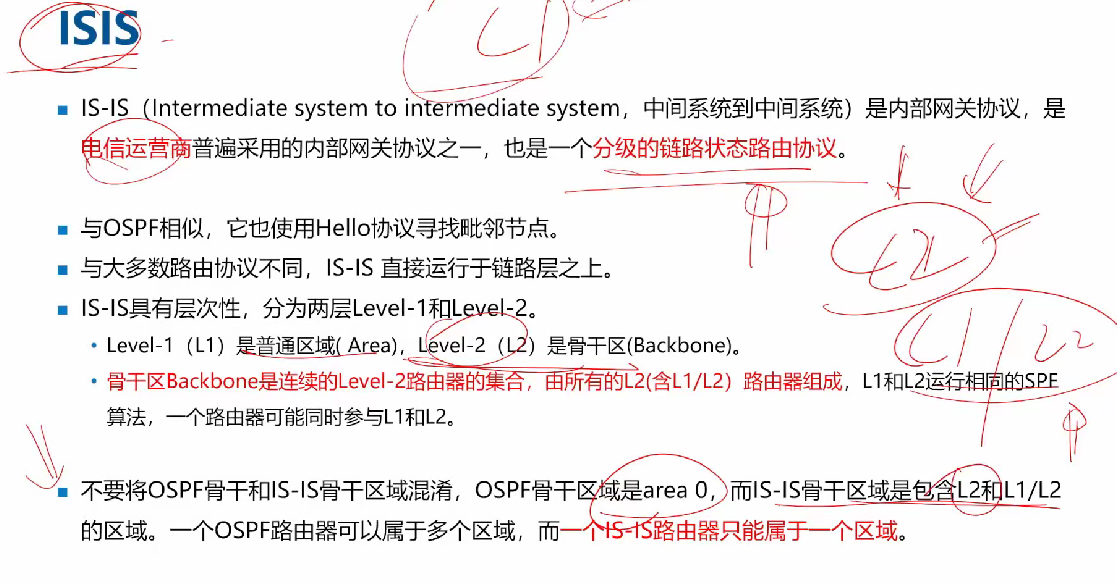 ISIS
L1
IS-IS（Intermediate system to intermediate system，中间系统到中间系统）是内部网关协议，是
电信运营商普遍采用的内部网关协议之一，也是一个分级的链路状态路由协议。
与OSPF相似，它也使用Hello协议寻找毗邻节点。
L2
与大多数路由协议不同，IS-IS 直接运行于链路层之上。
IS-IS具有层次性，分为两层Level-1和Level-2。
L1/L2
Level-1（L1）是普通区域( Area)，Level-2（L2）是骨干区(Backbone)。
骨干区Backbone是连续的Level-2路由器的集合，由所有的L2(含L1/L2）路由器组成，L1和L2运行相同的SPF
算法，一个路由器可能同时参与L1和L2。
不要将OSPF骨干和IS-IS骨干区域混淆，OSPF骨干区域是area 0，而IS-IS骨干区域是包含L2和L1/L2
的区域。一个OSPF路由器可以属于多个区域，而一个IS-IS路由器只能属于一个区域。